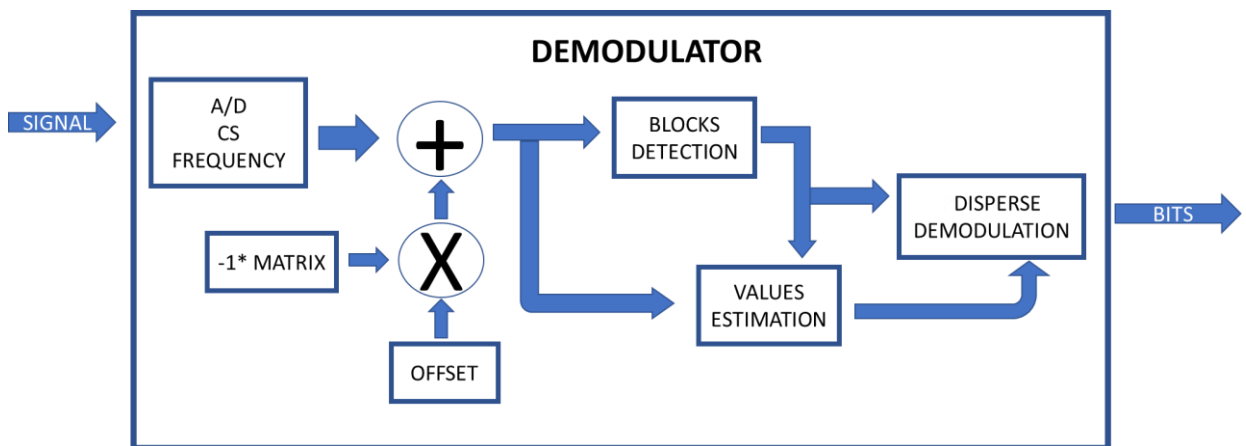 DEMODULATOR
SIGNAL
A/D
CS
FREQUENCY
+
BLOCKS
DETECTION
DISPERSE
DEMODULATION
BITS
-1* MATRIX
X
VALUES
ESTIMATION
OFFSET